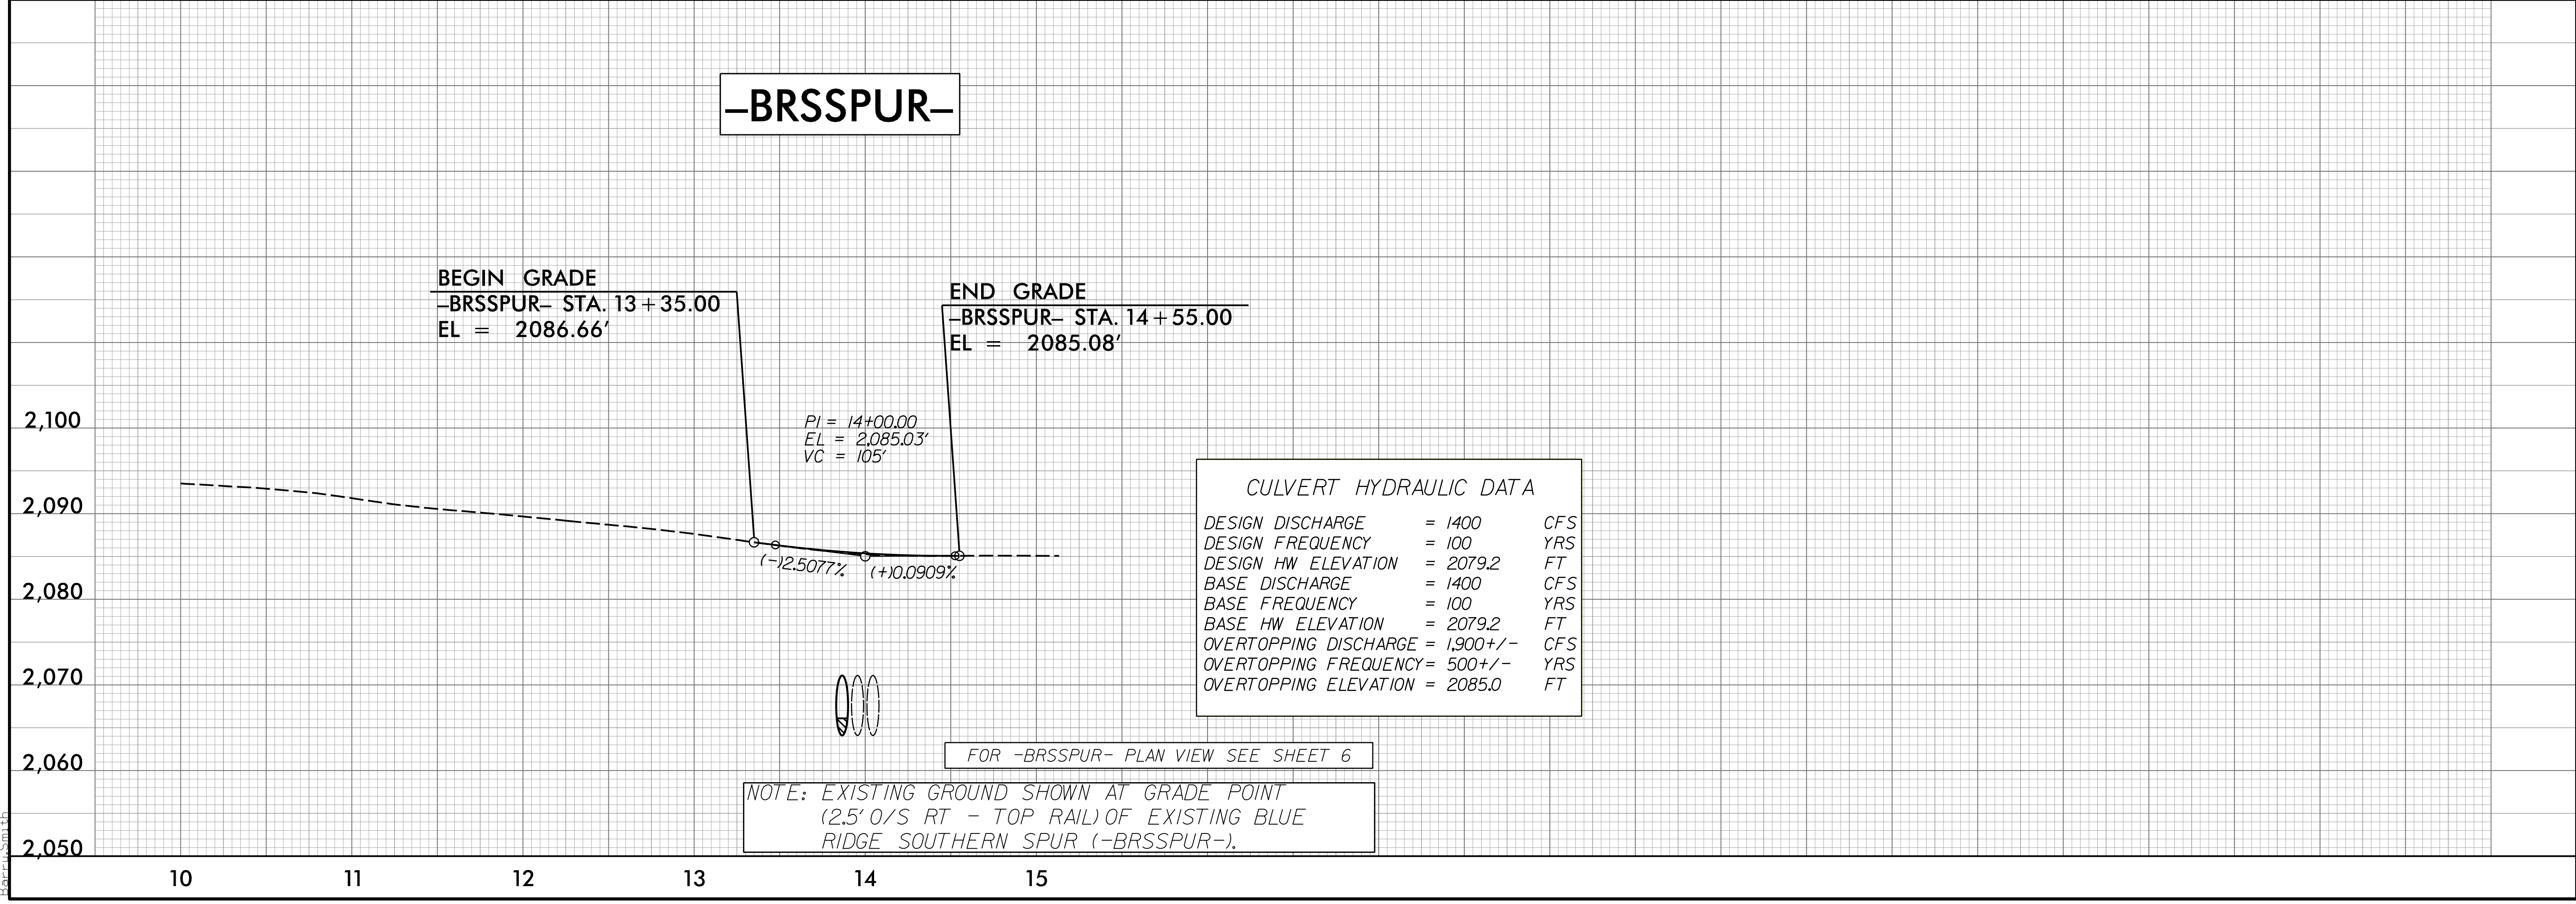 –BRSSPUR–
BEGIN GRADE
–BRSSPUR– STA. 13+35.00
EL = 2086.66'
END GRADE
–BRSSPUR– STA. 14+55.00
EL = 2085.08'
PI = 14+00.00
EL = 2,085.03'
VC = 105'
(-)2.5077%
(+)0.0909%
2,100
2,090
2,080
2,070
2,060
2,050
CULVERT HYDRAULIC DATA
DESIGN DISCHARGE = 1400 CFS
DESIGN FREQUENCY = 100 YRS
DESIGN HW ELEVATION = 2079.2 FT
BASE DISCHARGE = 1400 CFS
BASE FREQUENCY = 100 YRS
BASE HW ELEVATION = 2079.2 FT
OVERTOPPING DISCHARGE = 1,900+/- CFS
OVERTOPPING FREQUENCY= 500+/- YRS
OVERTOPPING ELEVATION = 2085.0 FT
FOR -BRSSPUR- PLAN VIEW SEE SHEET 6
NOTE: EXISTING GROUND SHOWN AT GRADE POINT
(2.5' O/S RT - TOP RAIL) OF EXISTING BLUE
RIDGE SOUTHERN SPUR (-BRSSPUR-).
10 11 12 13 14 15
Barry.Smith